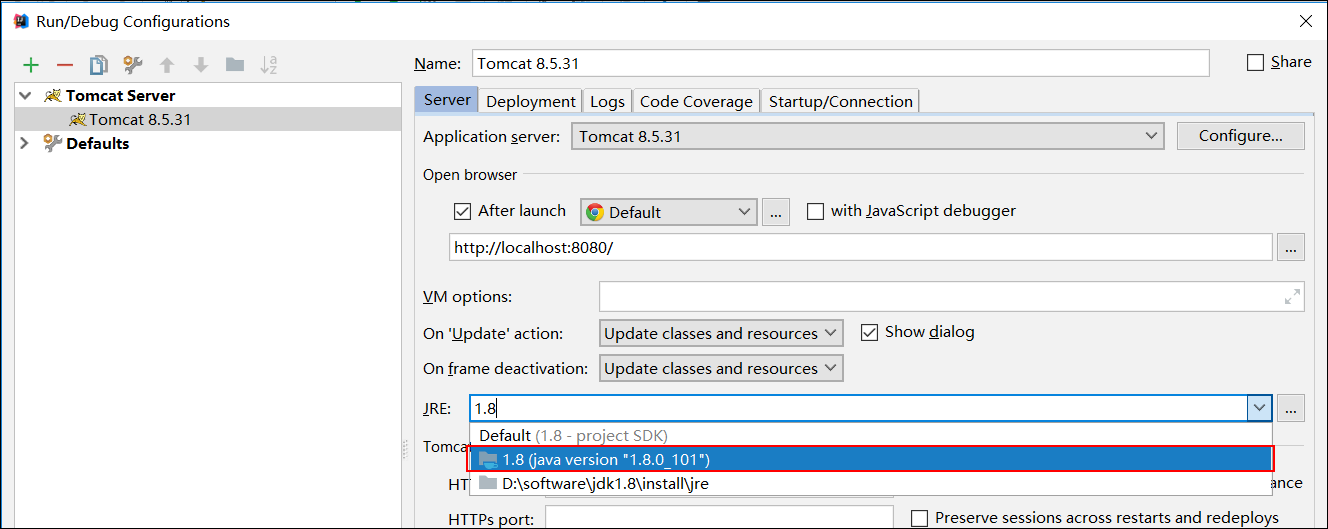 Run/Debug Configurations
Name: Tomcat 8.5.31 Share
Tomcat Server
Tomcat 8.5.31
Defaults
Server Deployment Logs Code Coverage Startup/Connection
Application server: Tomcat 8.5.31 Configure...
Open browser
After launch Default ... with JavaScript debugger
http://localhost:8080/ ...
VM options:
On 'Update' action: Update classes and resources Show dialog
On frame deactivation: Update classes and resources
JRE: 1.8 ...
Default (1.8 - project SDK)
Tomca
1.8 (java version "1.8.0_101")
HT D:\software\jdk1.8\install\jre ance
HTTPs port: Preserve sessions across restarts and redeploys